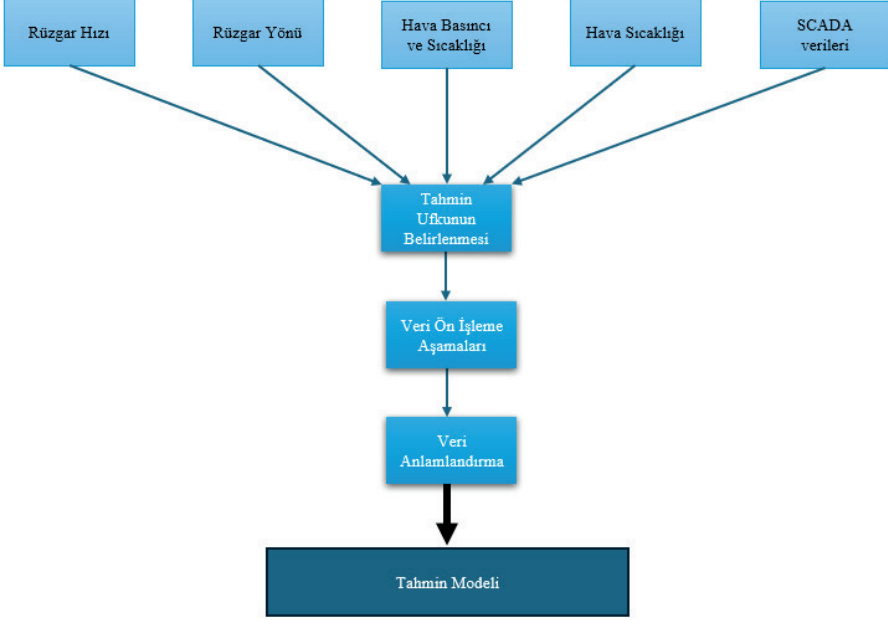 Rüzgar Hızı
Rüzgar Yönü
Hava Basıncı
ve Sıcaklığı
Hava Sıcaklığı
SCADA
verileri
Tahmin
Ufkunun
Belirlenmesi
Veri Ön İşleme
Aşamaları
Veri
Anlamlandırma
Tahmin Modeli